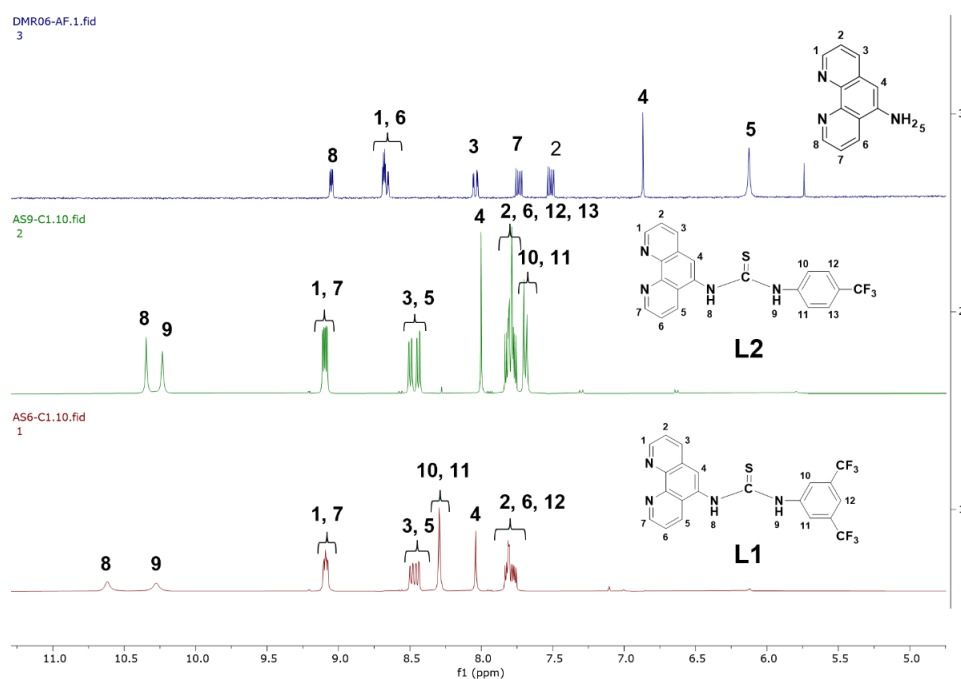 DMR06-AF.1.fid
3
8
1, 6
3
7
2
4
5
1
2
3
4
N
N
NH₂5
8
7
6
3
AS9-C1.10.fid
2
8
9
1, 7
3, 5
4
2, 6, 12, 13
10, 11
1
2
3
4
N
N
7
6
5
NH
8
S
NH
9
10
12
11
13
CF₃
L2
2
AS6-C1.10.fid
1
8
9
1, 7
3, 5
10, 11
4
2, 6, 12
1
2
3
4
N
N
7
6
5
NH
8
S
NH
9
10
11
12
CF₃
CF₃
L1
1
11.0 10.5 10.0 9.5 9.0 8.5 8.0 7.5 7.0 6.5 6.0 5.5 5.0
f1 (ppm)